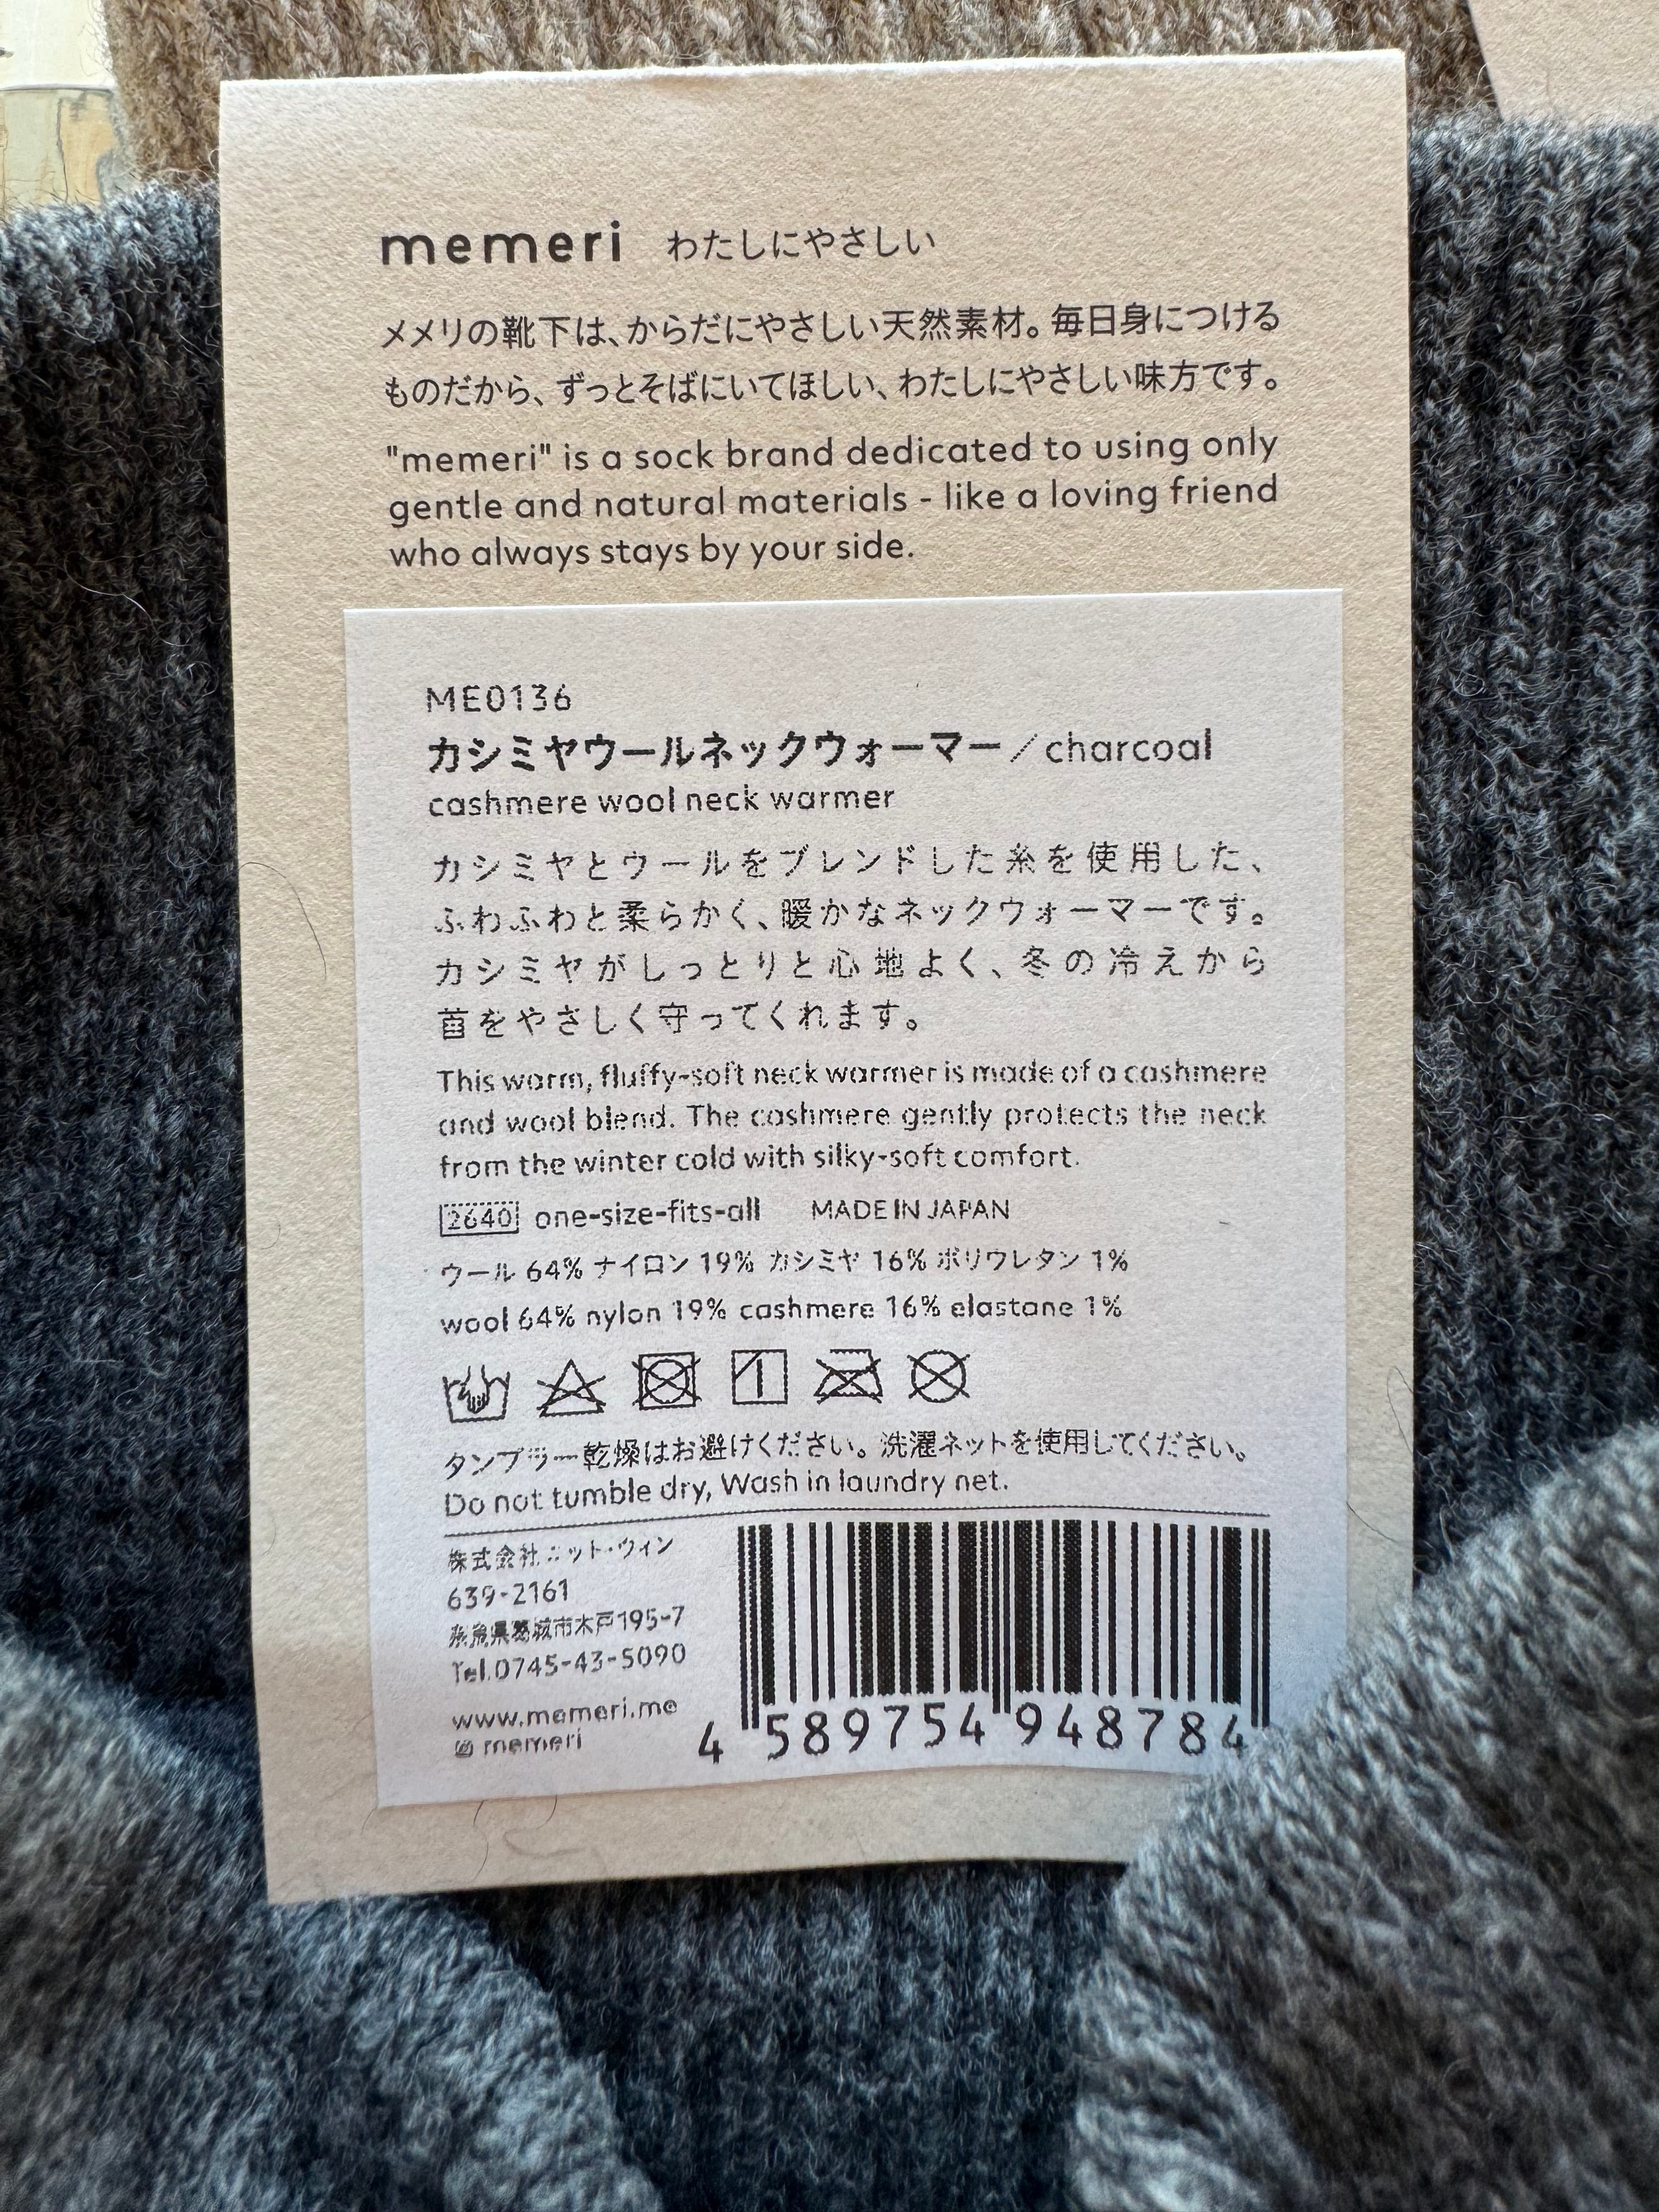 memeri わたしにやさしい
メメリの靴下は、からだにやさしい天然素材。毎日身につける
ものだから、ずっとそばにいてほしい、わたしにやさしい味方です。
"memeri" is a sock brand dedicated to using only
gentle and natural materials - like a loving friend
who always stays by your side.
ME0136
カシミヤウールネックウォーマー/charcoal
cashmere wool neck warmer
カシミヤとウールをブレンドした糸を使用した、
ふわふわと柔らかく、暖かなネックウォーマーです。
カシミヤがしっとりと心地よく、冬の冷えから
首をやさしく守ってくれます。
This warm, fluffy-soft neck warmer is made of a cashmere
and wool blend. The cashmere gently protects the neck
from the winter cold with silky-soft comfort.
2640 one-size-fits-all MADE IN JAPAN
ウール 64% ナイロン 19% カシミヤ 16% ポリウレタン 1%
wool 64% nylon 19% cashmere 16% elastane 1%
タンブラー乾燥はお避けください。洗濯ネットを使用してください。
Do not tumble dry, Wash in laundry net.
株式会社ニット・ウィン
639-2161
奈良県葛城市木戸195-7
Tel.0745-43-5090
www.memeri.me
memeri
4 589754 948784